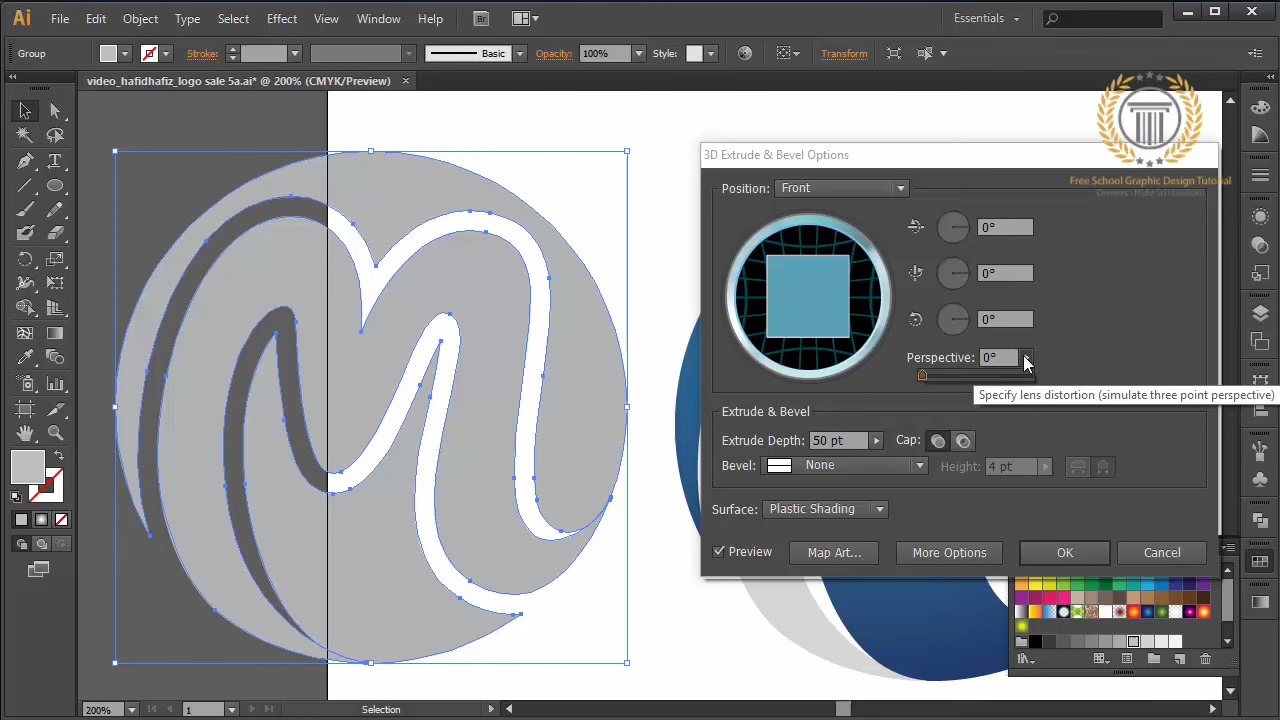 Ai File Edit Object Type Select Effect View Window Help Br Essentials
Group Stroke: Basic Opacity: 100% Style: Transform
video_hafidhafiz_logo sale 5a.ai* @ 200% (CMYK/Preview) ×
Free School Graphic Design Tutorial
3D Extrude & Bevel Options
Position: Front
0°
0°
0°
Perspective: 0°
Specify lens distortion (simulate three point perspective)
Extrude & Bevel
Extrude Depth: 50 pt Cap:
Bevel: None Height: 4 pt
Surface: Plastic Shading
Preview Map Art... More Options OK Cancel
200% 1 Selection